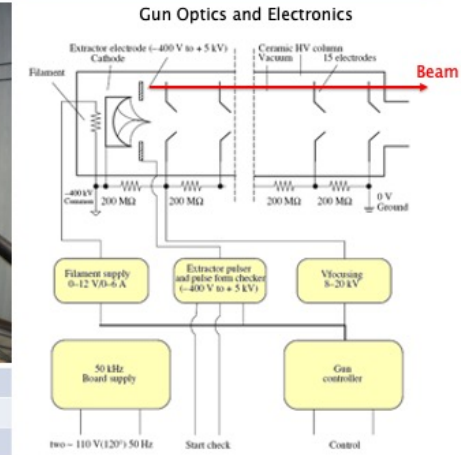 Gun Optics and Electronics
Extractor electrode (–400 V to + 5 kV)
Cathode
Filament
Ceramic HV column
Vacuum
15 electrodes
Beam
–400 kV
Common
200 MΩ
200 MΩ
200 MΩ
200 MΩ
0 V
Ground
Filament supply
0–12 V/0–6 A
Extractor pulser
and pulse form checker
(–400 V to + 5 kV)
Vfocusing
8–20 kV
50 kHz
Board supply
Gun
controller
two – 110 V(120°) 50 Hz
Start check
Control